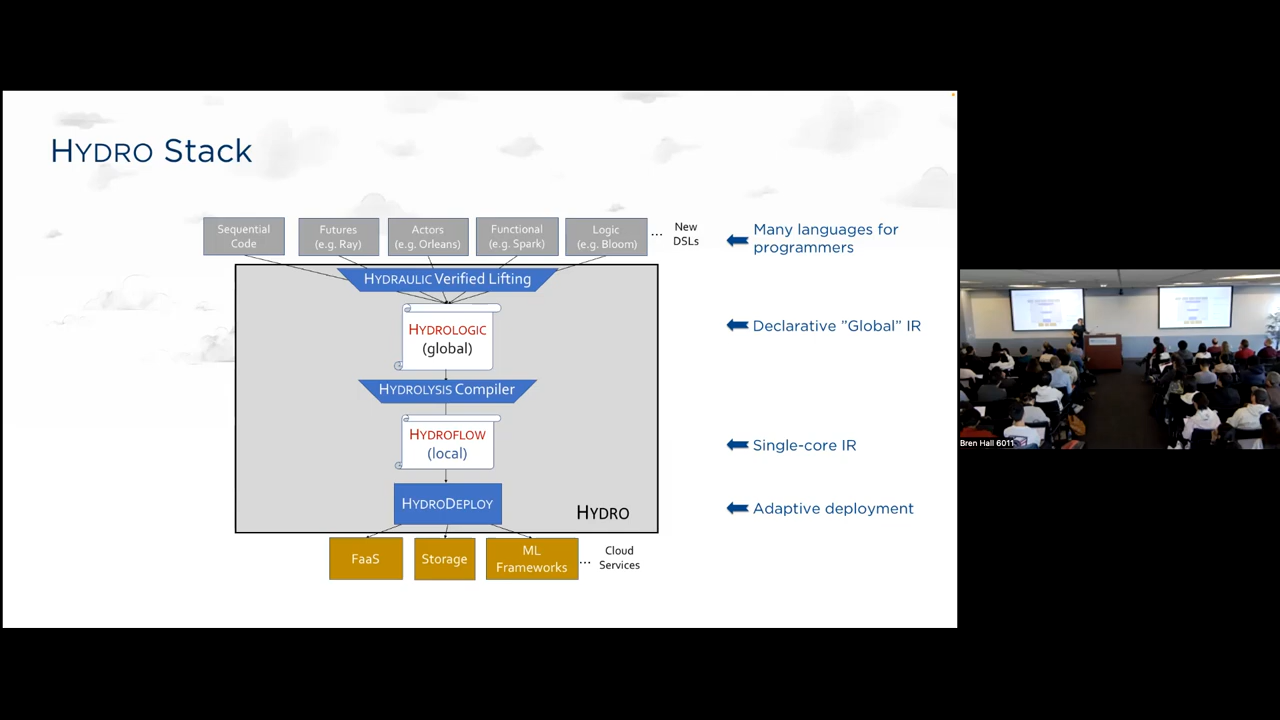 HYDRO Stack
Sequential
Code
Futures
(e.g. Ray)
Actors
(e.g. Orleans)
Functional
(e.g. Spark)
Logic
(e.g. Bloom)
...
New
DSLs
Many languages for
programmers
HYDRAULIC Verified Lifting
HYDROLOGIC
(global)
Declarative ”Global” IR
HYDROLYSIS Compiler
HYDROFLOW
(local)
Single-core IR
HYDRODEPLOY
Adaptive deployment
HYDRO
FaaS
Storage
ML
Frameworks
...
Cloud
Services
Bren Hall 6011